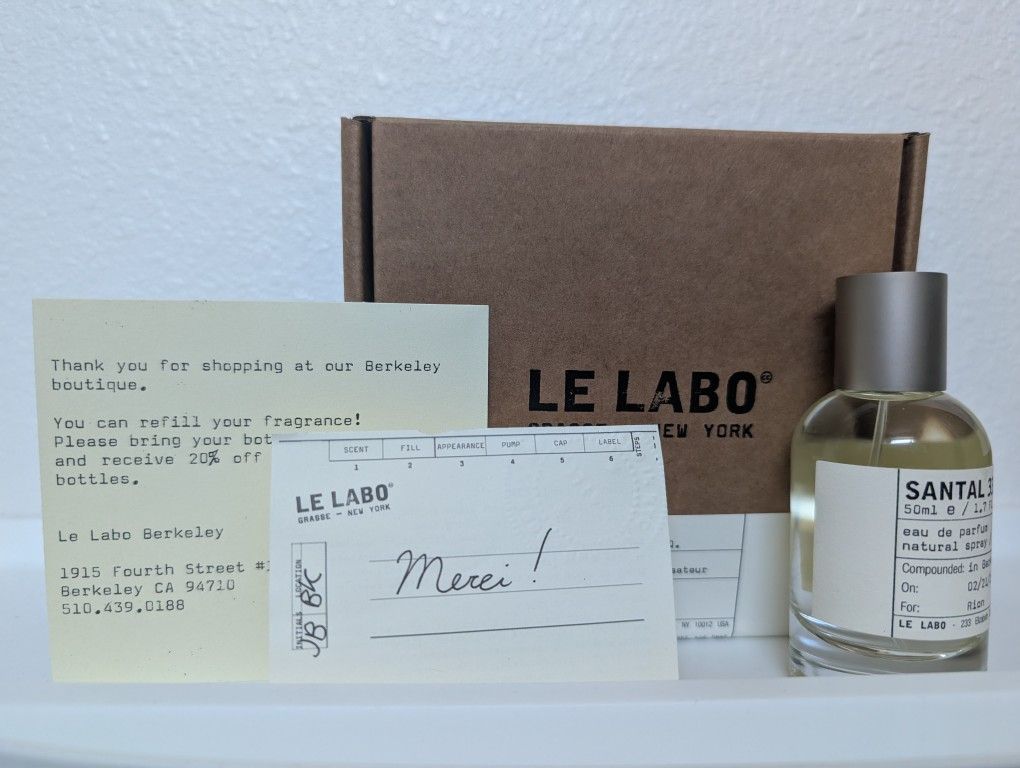 Thank you for shopping at our Berkeley
boutique.
You can refill your fragrance!
Please bring your
and receive 20% off
bottles.
Le Labo Berkeley
1915 Fourth Street
Berkeley CA 94710
510.439.0188
LE LABO
GRASSE NEW YORK
SCENT FILL APPEARANCE PUMP CAP LABEL
1 2 3 4 5 6
STEPS
LE LABO
GRASSE – NEW YORK
Merci !
INITIALS LOCATION
JB BK
NY 10012 USA
SANTAL
50ml e / 1.7
eau de parfum
natural spray
Compounded: in
On: 02/21/
For: Rich
LE LABO - 233